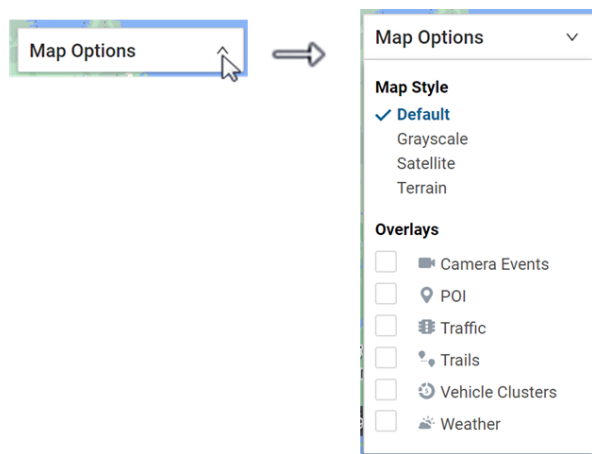 Map Options
Map Options
Map Style
Default
Grayscale
Satellite
Terrain
Overlays
Camera Events
POI
Traffic
Trails
Vehicle Clusters
Weather